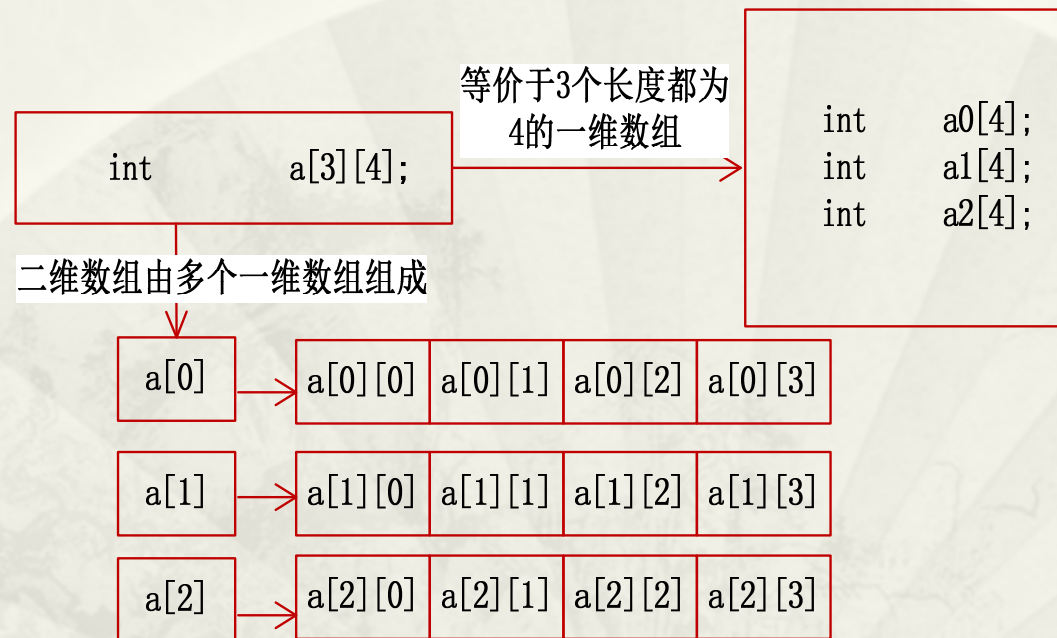 等价于3个长度都为
4的一维数组
int a[3][4];
int a0[4];
int a1[4];
int a2[4];
二维数组由多个一维数组组成
a[0] a[0][0] a[0][1] a[0][2] a[0][3]
a[1] a[1][0] a[1][1] a[1][2] a[1][3]
a[2] a[2][0] a[2][1] a[2][2] a[2][3]